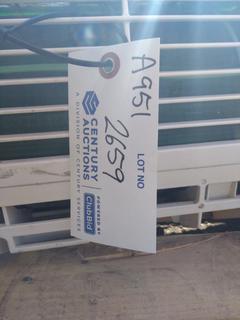 LOT NO
A951
2659
CENTURY
AUCTIONS
A DIVISION OF CENTURY SERVICES
POWERED BY
ClubBid